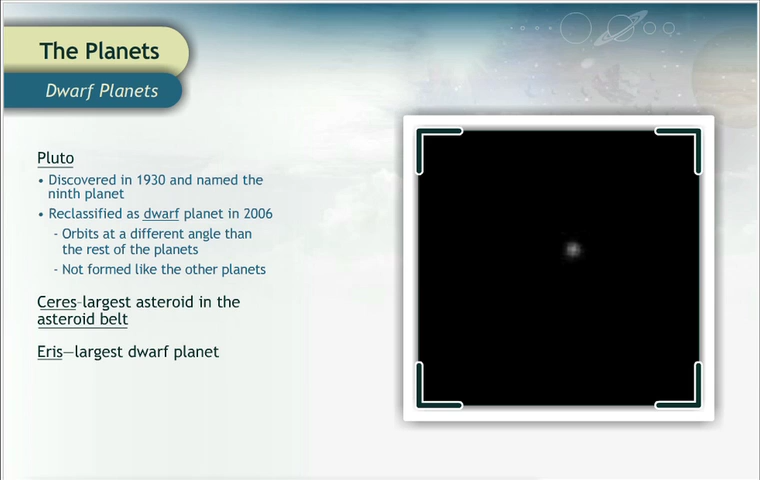 The Planets
Dwarf Planets
Pluto
• Discovered in 1930 and named the
ninth planet
• Reclassified as dwarf planet in 2006
- Orbits at a different angle than
the rest of the planets
- Not formed like the other planets
Ceres–largest asteroid in the
asteroid belt
Eris—largest dwarf planet